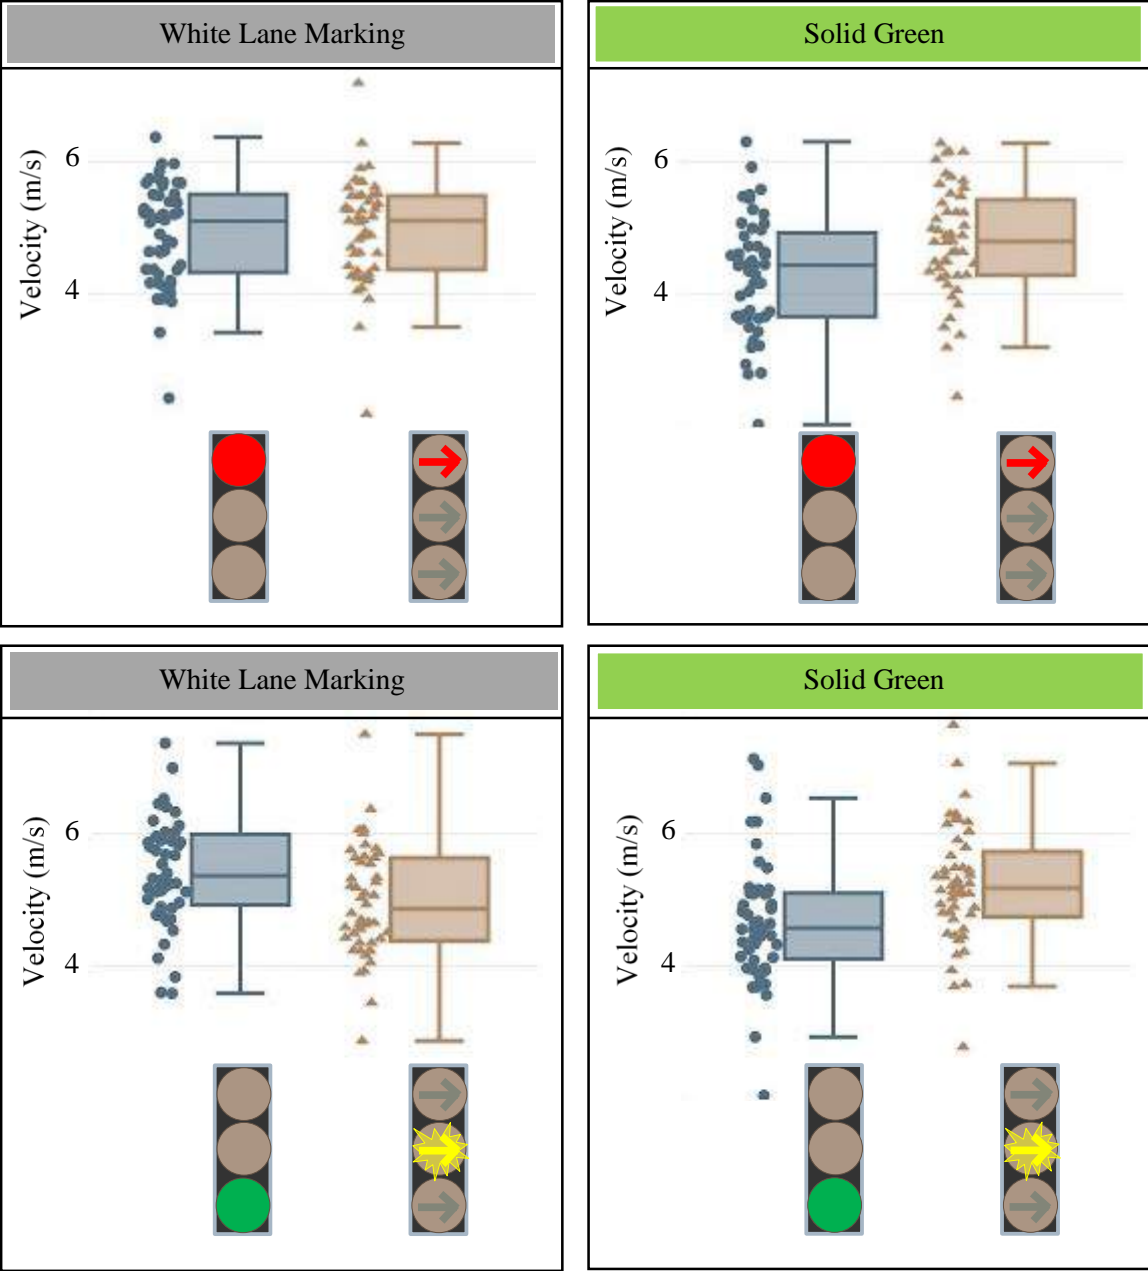 White Lane Marking
Solid Green
Velocity (m/s)
6
4
Velocity (m/s)
6
4
White Lane Marking
Solid Green
Velocity (m/s)
6
4
Velocity (m/s)
6
4